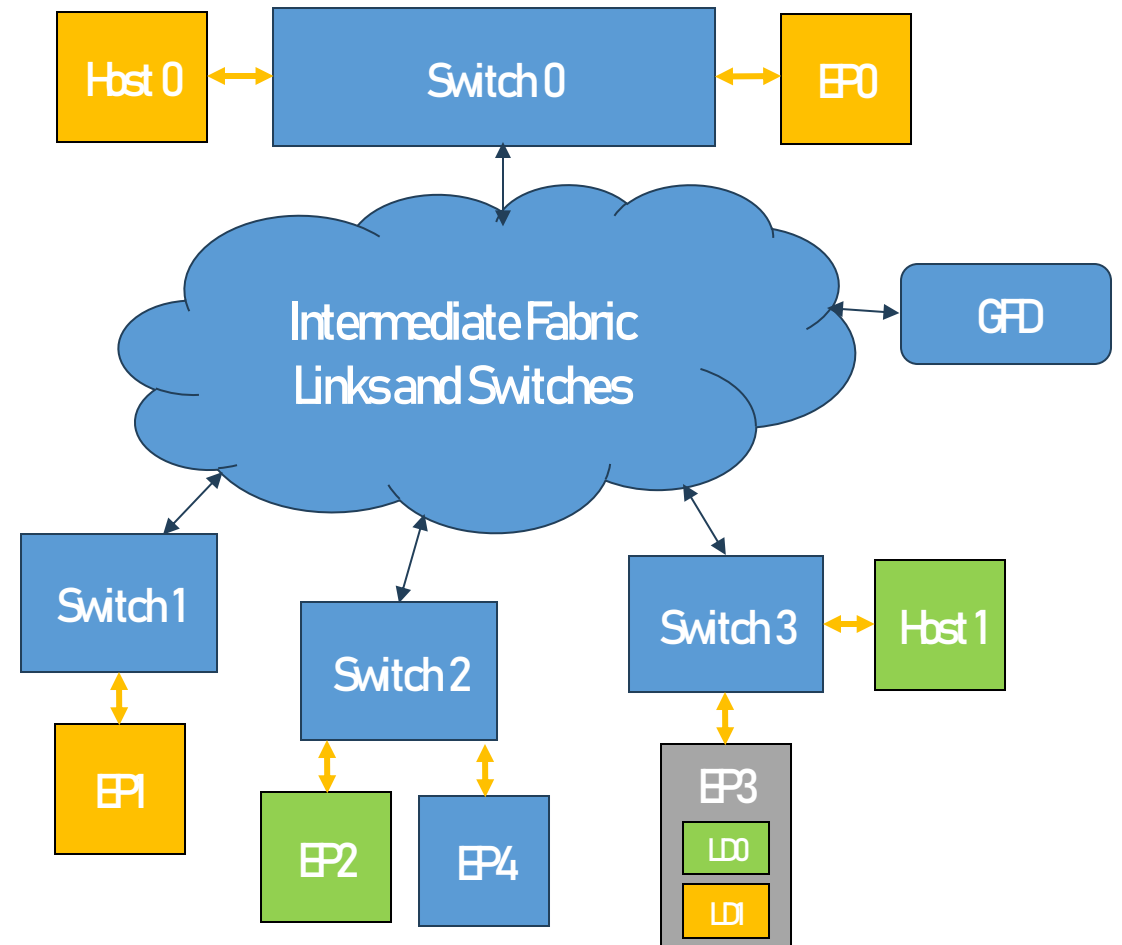 Host 0
Switch 0
EP0
Intermediate Fabric
Links and Switches
GFD
Switch 1
Switch 2
Switch 3
Host 1
EP1
EP2
EP4
EP3
LD0
LD1